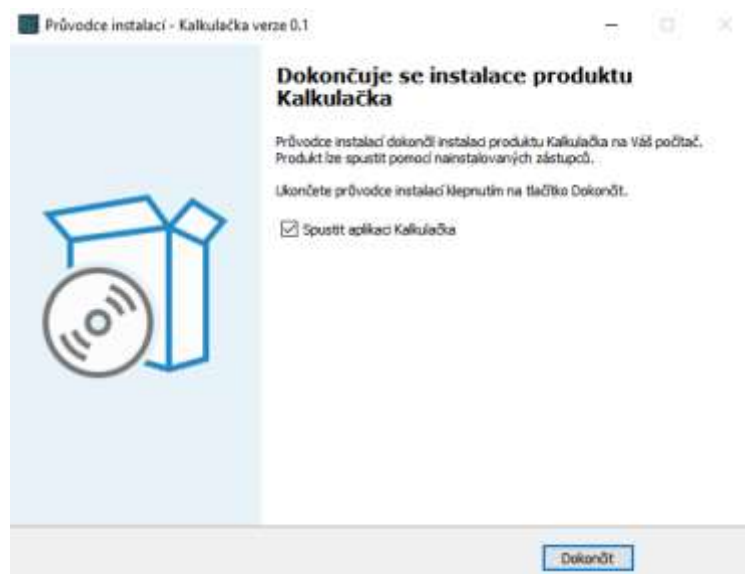 Průvodce instalací - Kalkulačka verze 0.1
Dokončuje se instalace produktu
Kalkulačka
Průvodce instalací dokončil instalaci produktu Kalkulačka na Váš počítač.
Produkt lze spustit pomocí nainstalovaných zástupců.
Ukončete průvodce instalací klepnutím na tlačítko Dokončit.
Spustit aplikaci Kalkulačka
Dokončit